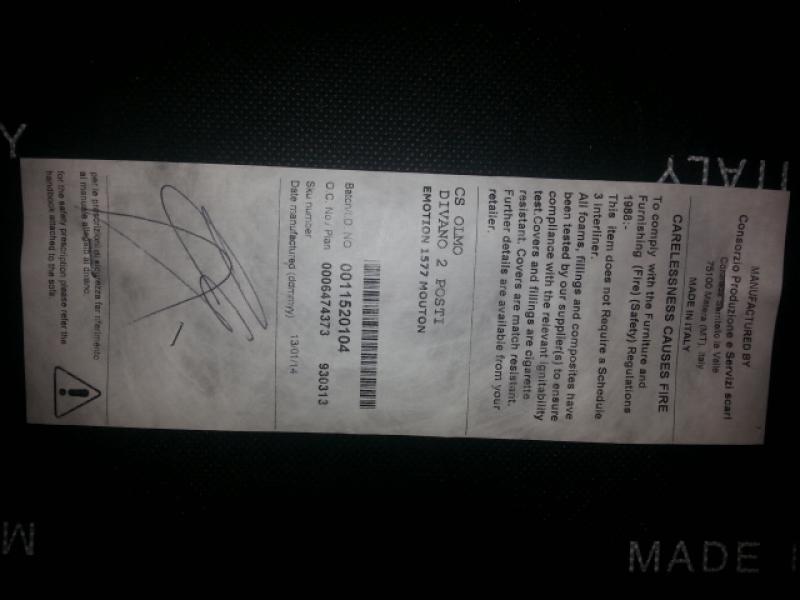 MANUFACTURED BY
Consorzio Produzione e Servizi scarl
75100 Matera (MT), Italy
MADE IN ITALY
CARELESSNESS CAUSES FIRE
To comply with the Furniture and
Furnishing (Fire) (Safety) Regulations
1988:-
This item does not Require a Schedule
3 Interliner.
All foams, fillings and composites have
been tested by our supplier(s) to ensure
compliance with the relevant ignitability
test.Covers and fillings are cigarette
resistant. Covers are match resistant.
Further details are available from your
retailer.
CS OLMO
DIVANO 2 POSTI
EMOTION 1577 MOUTON
Batch/I.D. NO 0011520104
O.C. No./ Plan 0006474373 930313
Sku number
Date manufactured (ddmmyy) 13/01/14
per le prescrizioni di sicurezza far riferimento
al manuale allegato al divano.
for the safety prescription please refer the
handbook attached to the sofa.
ITALY
Y
MADE
M